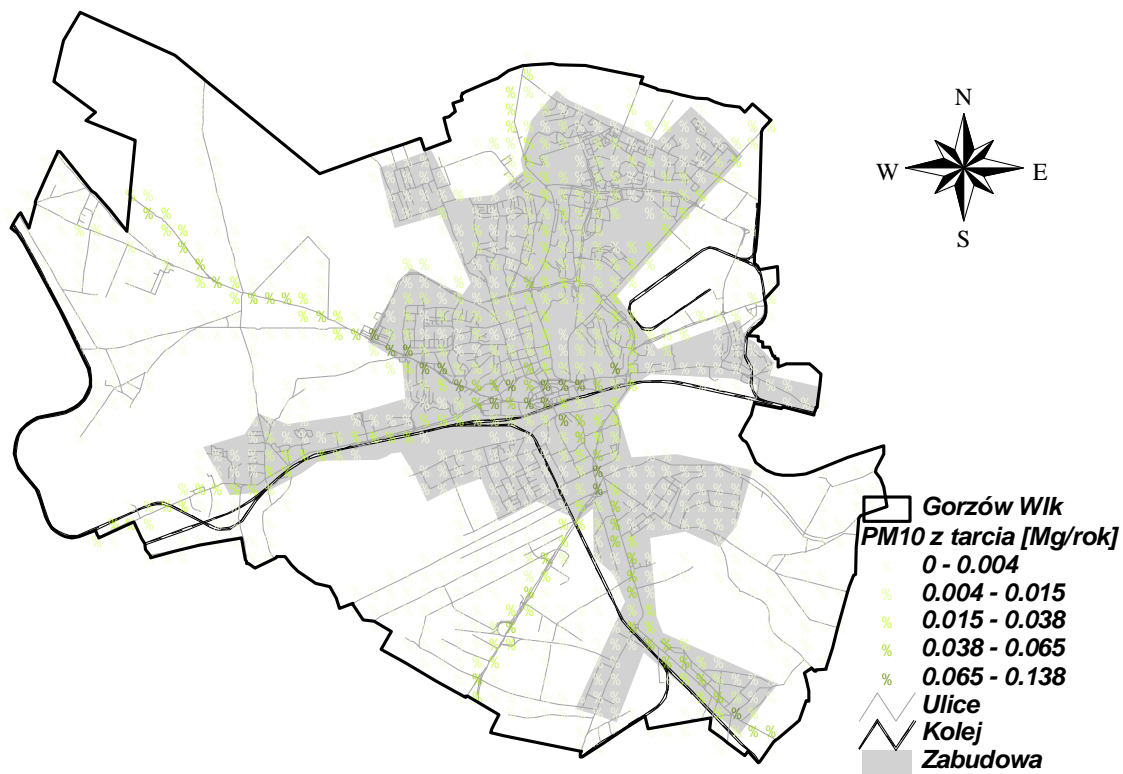 N
W E
S
Gorzów Wlk
PM10 z tarcia [Mg/rok]
% 0 - 0.004
% 0.004 - 0.015
% 0.015 - 0.038
% 0.038 - 0.065
% 0.065 - 0.138
Ulice
Kolej
Zabudowa